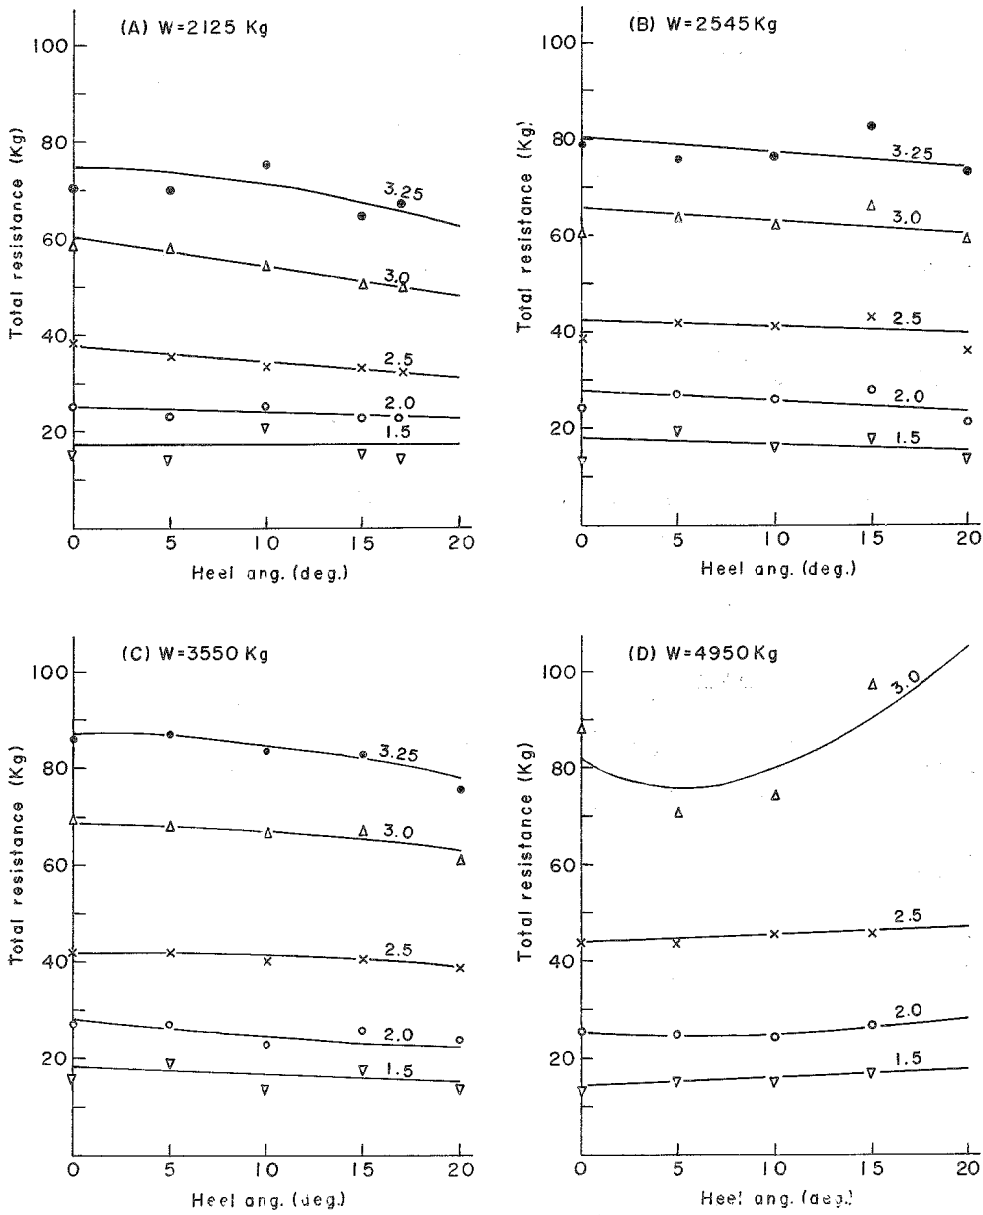 (A) W=2125 Kg
100
80
60
40
20
0 5 10 15 20
3.25
3.0
2.5
2.0
1.5
Total resistance (Kg)
Heel ang. (deg.)
(B) W=2545 Kg
100
80
60
40
20
0 5 10 15 20
3.25
3.0
2.5
2.0
1.5
Total resistance (Kg)
Heel ang. (deg.)
(C) W=3550 Kg
100
80
60
40
20
0 5 10 15 20
3.25
3.0
2.5
2.0
1.5
Total resistance (Kg)
Heel ang. (deg.)
(D) W=4950 Kg
100
80
60
40
20
0 5 10 15 20
3.0
2.5
2.0
1.5
Total resistance (Kg)
Heel ang. (deg.)